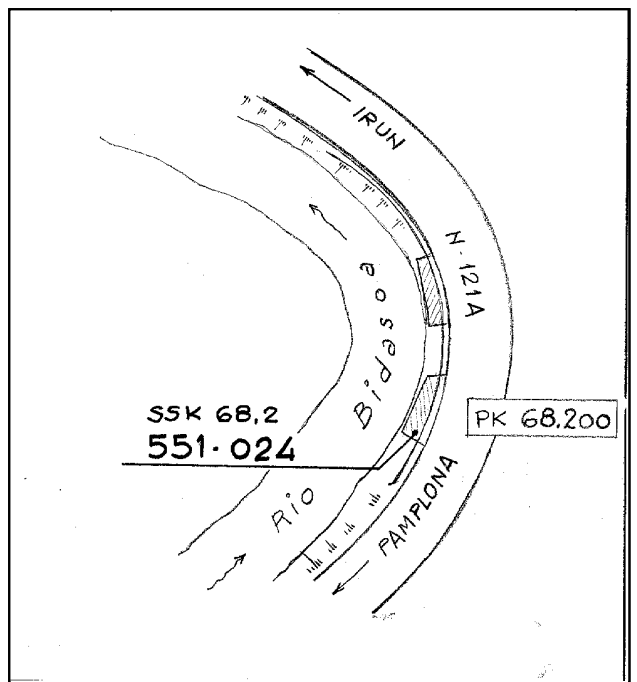 IRUN
N-121A
Rio Bidasoa
SSK 68,2
551-024
PK 68.200
PAMPLONA